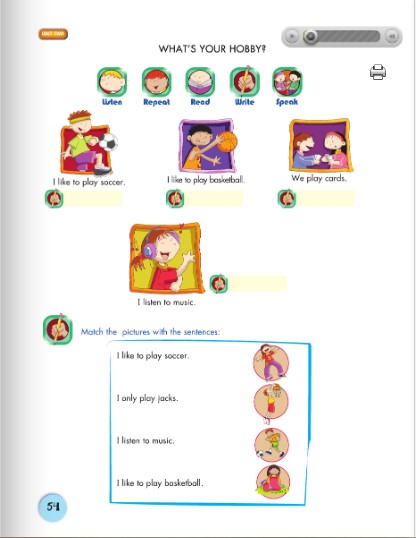 UNIT FIVE
WHAT'S YOUR HOBBY?
Listen Repeat Read Write Speak
I like to play soccer.
I like to play basketball.
We play cards.
I listen to music.
Match the pictures with the sentences:
I like to play soccer.
I only play jacks.
I listen to music.
I like to play basketball.
54